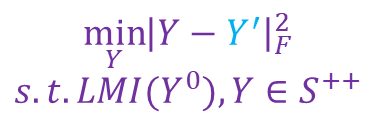 min|Y − Y′|²_F
Y
s.t. LMI(Y⁰), Y ∈ S⁺⁺